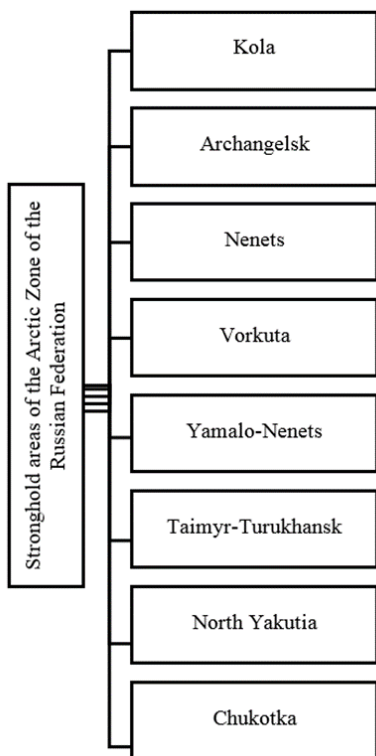 Stronghold areas of the Arctic Zone of the
Russian Federation
Kola
Archangelsk
Nenets
Vorkuta
Yamalo-Nenets
Taimyr-Turukhansk
North Yakutia
Chukotka